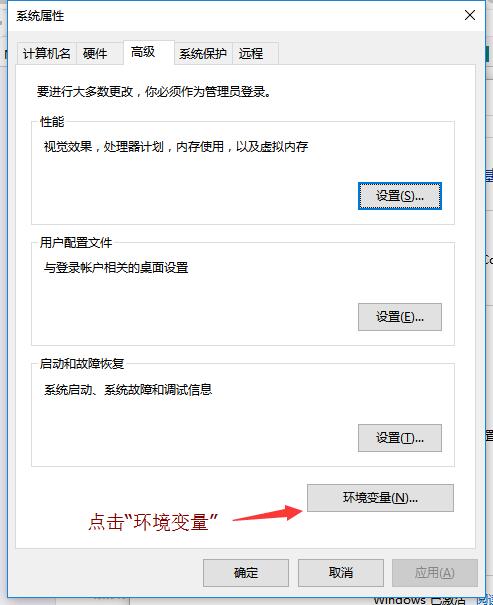 系统属性
计算机名 硬件 高级 系统保护 远程
要进行大多数更改，你必须作为管理员登录。
性能
视觉效果，处理器计划，内存使用，以及虚拟内存
设置(S)...
用户配置文件
与登录帐户相关的桌面设置
设置(E)...
启动和故障恢复
系统启动、系统故障和调试信息
设置(T)...
环境变量(N)...
点击“环境变量”
确定 取消 应用(A)
Windows 已激活